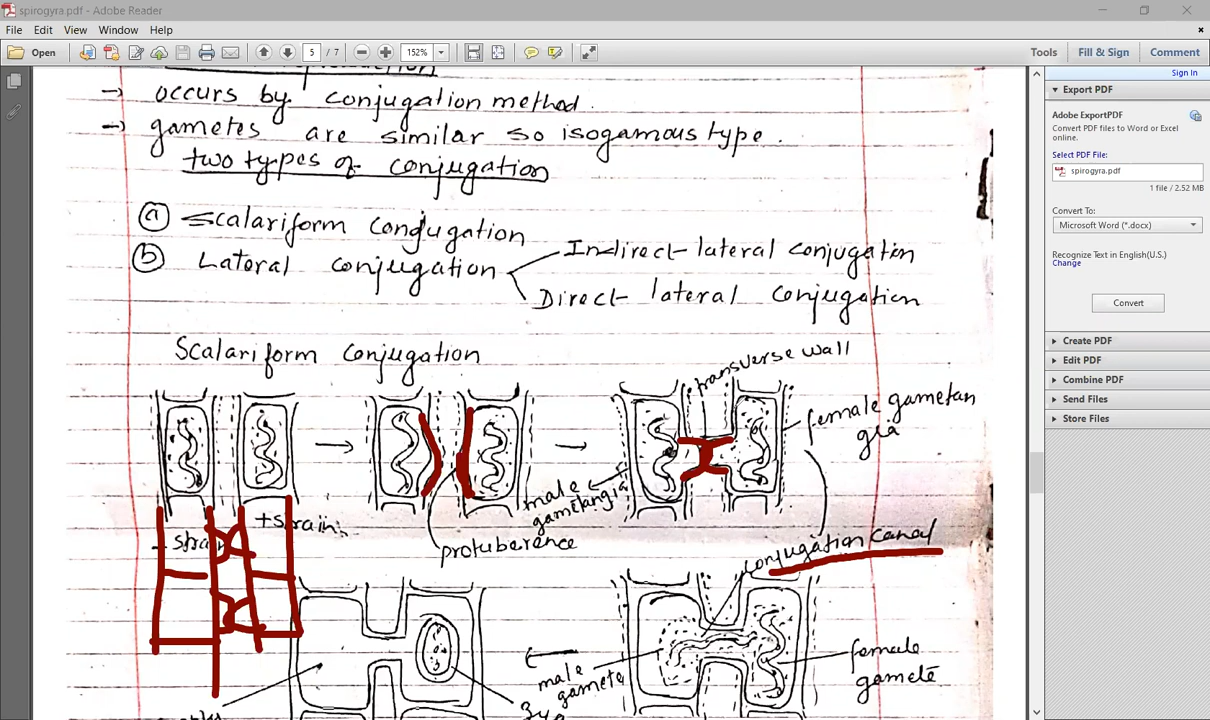 spirogyra.pdf - Adobe Reader
File Edit View Window Help
Open 5 / 7 152% Tools Fill & Sign Comment
Sign In
Export PDF
Adobe ExportPDF
Convert PDF files to Word or Excel
online.
Select PDF File:
spirogyra.pdf
1 file / 2.52 MB
Convert To:
Microsoft Word (*.docx)
Recognize Text in English(U.S.)
Change
Convert
Create PDF
Edit PDF
Combine PDF
Send Files
Store Files
→ occurs by conjugation method.
→ gametes are similar so isogamous type.
two types of conjugation
(a) Scalariform conjugation
(b) Lateral conjugation
Indirect lateral conjugation
Direct lateral conjugation
Scalariform conjugation
transverse wall
female gametan
gia
male
gametangia
+ strain
- strain
protuberence
conjugation canal
male
gamete
female
gamete